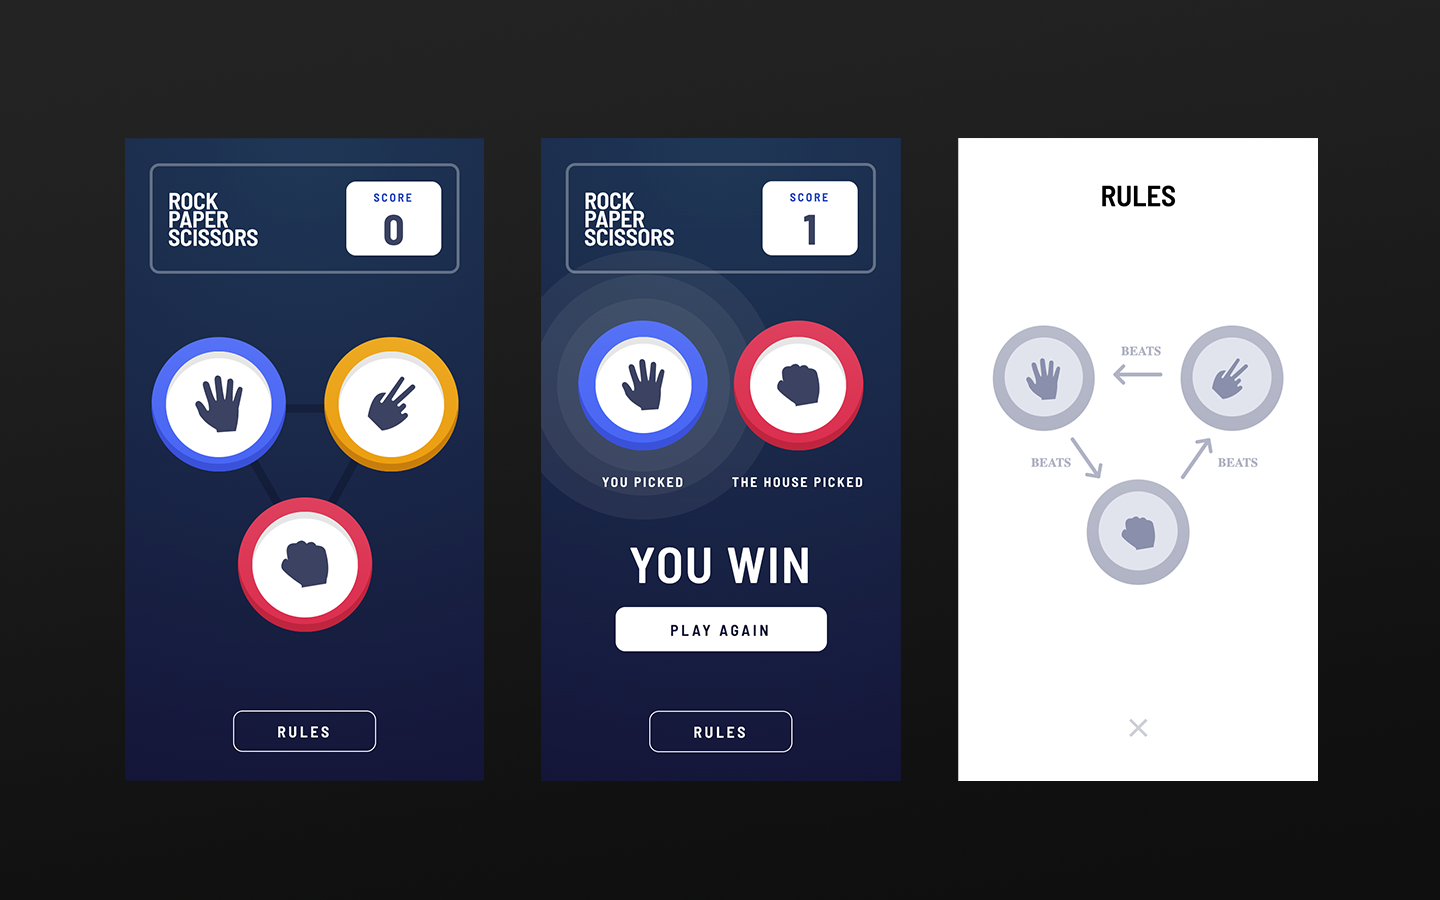 ROCK
PAPER
SCISSORS
SCORE
0
RULES
ROCK
PAPER
SCISSORS
SCORE
1
YOU PICKED
THE HOUSE PICKED
YOU WIN
PLAY AGAIN
RULES
RULES
BEATS
BEATS
BEATS